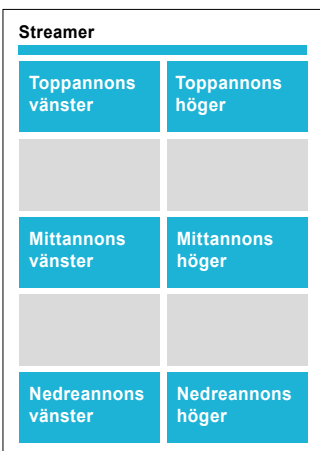 Streamer
Toppannons
vänster
Toppannons
höger
Mittannons
vänster
Mittannons
höger
Nedreannons
vänster
Nedreannons
höger